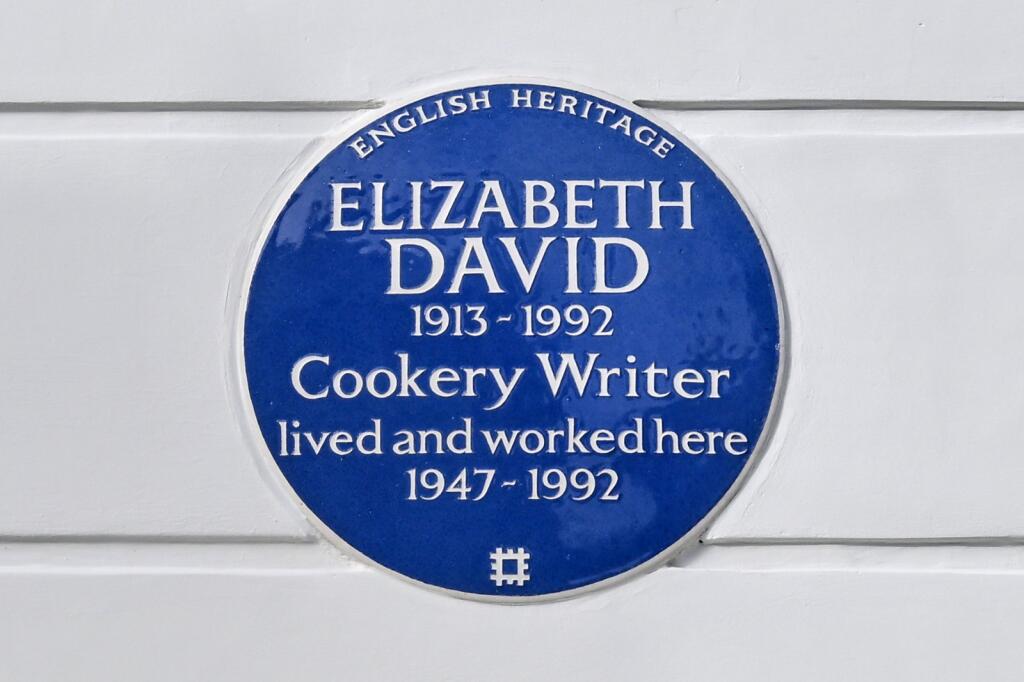 ENGLISH HERITAGE
ELIZABETH
DAVID
1913 - 1992
Cookery Writer
lived and worked here
1947 - 1992